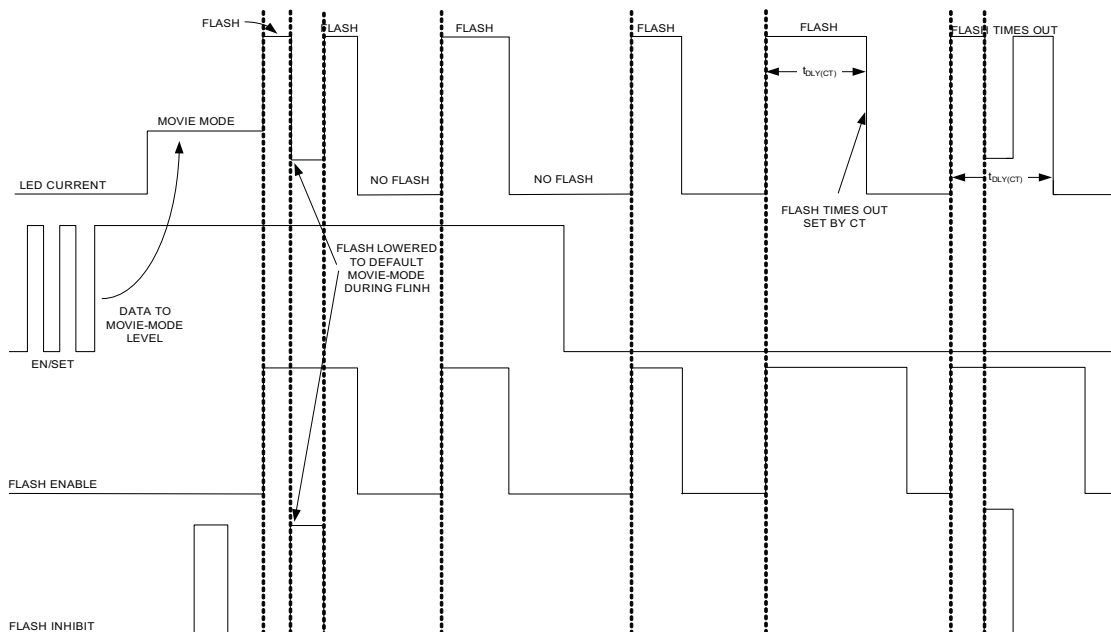 FLASH
FLASH
FLASH
FLASH
FLASH
FLASH TIMES OUT
tDLY(CT)
MOVIE MODE
LED CURRENT
NO FLASH
NO FLASH
tDLY(CT)
FLASH TIMES OUT
SET BY CT
FLASH LOWERED
TO DEFAULT
MOVIE-MODE
DURING FLINH
DATA TO
MOVIE-MODE
LEVEL
EN/SET
FLASH ENABLE
FLASH INHIBIT